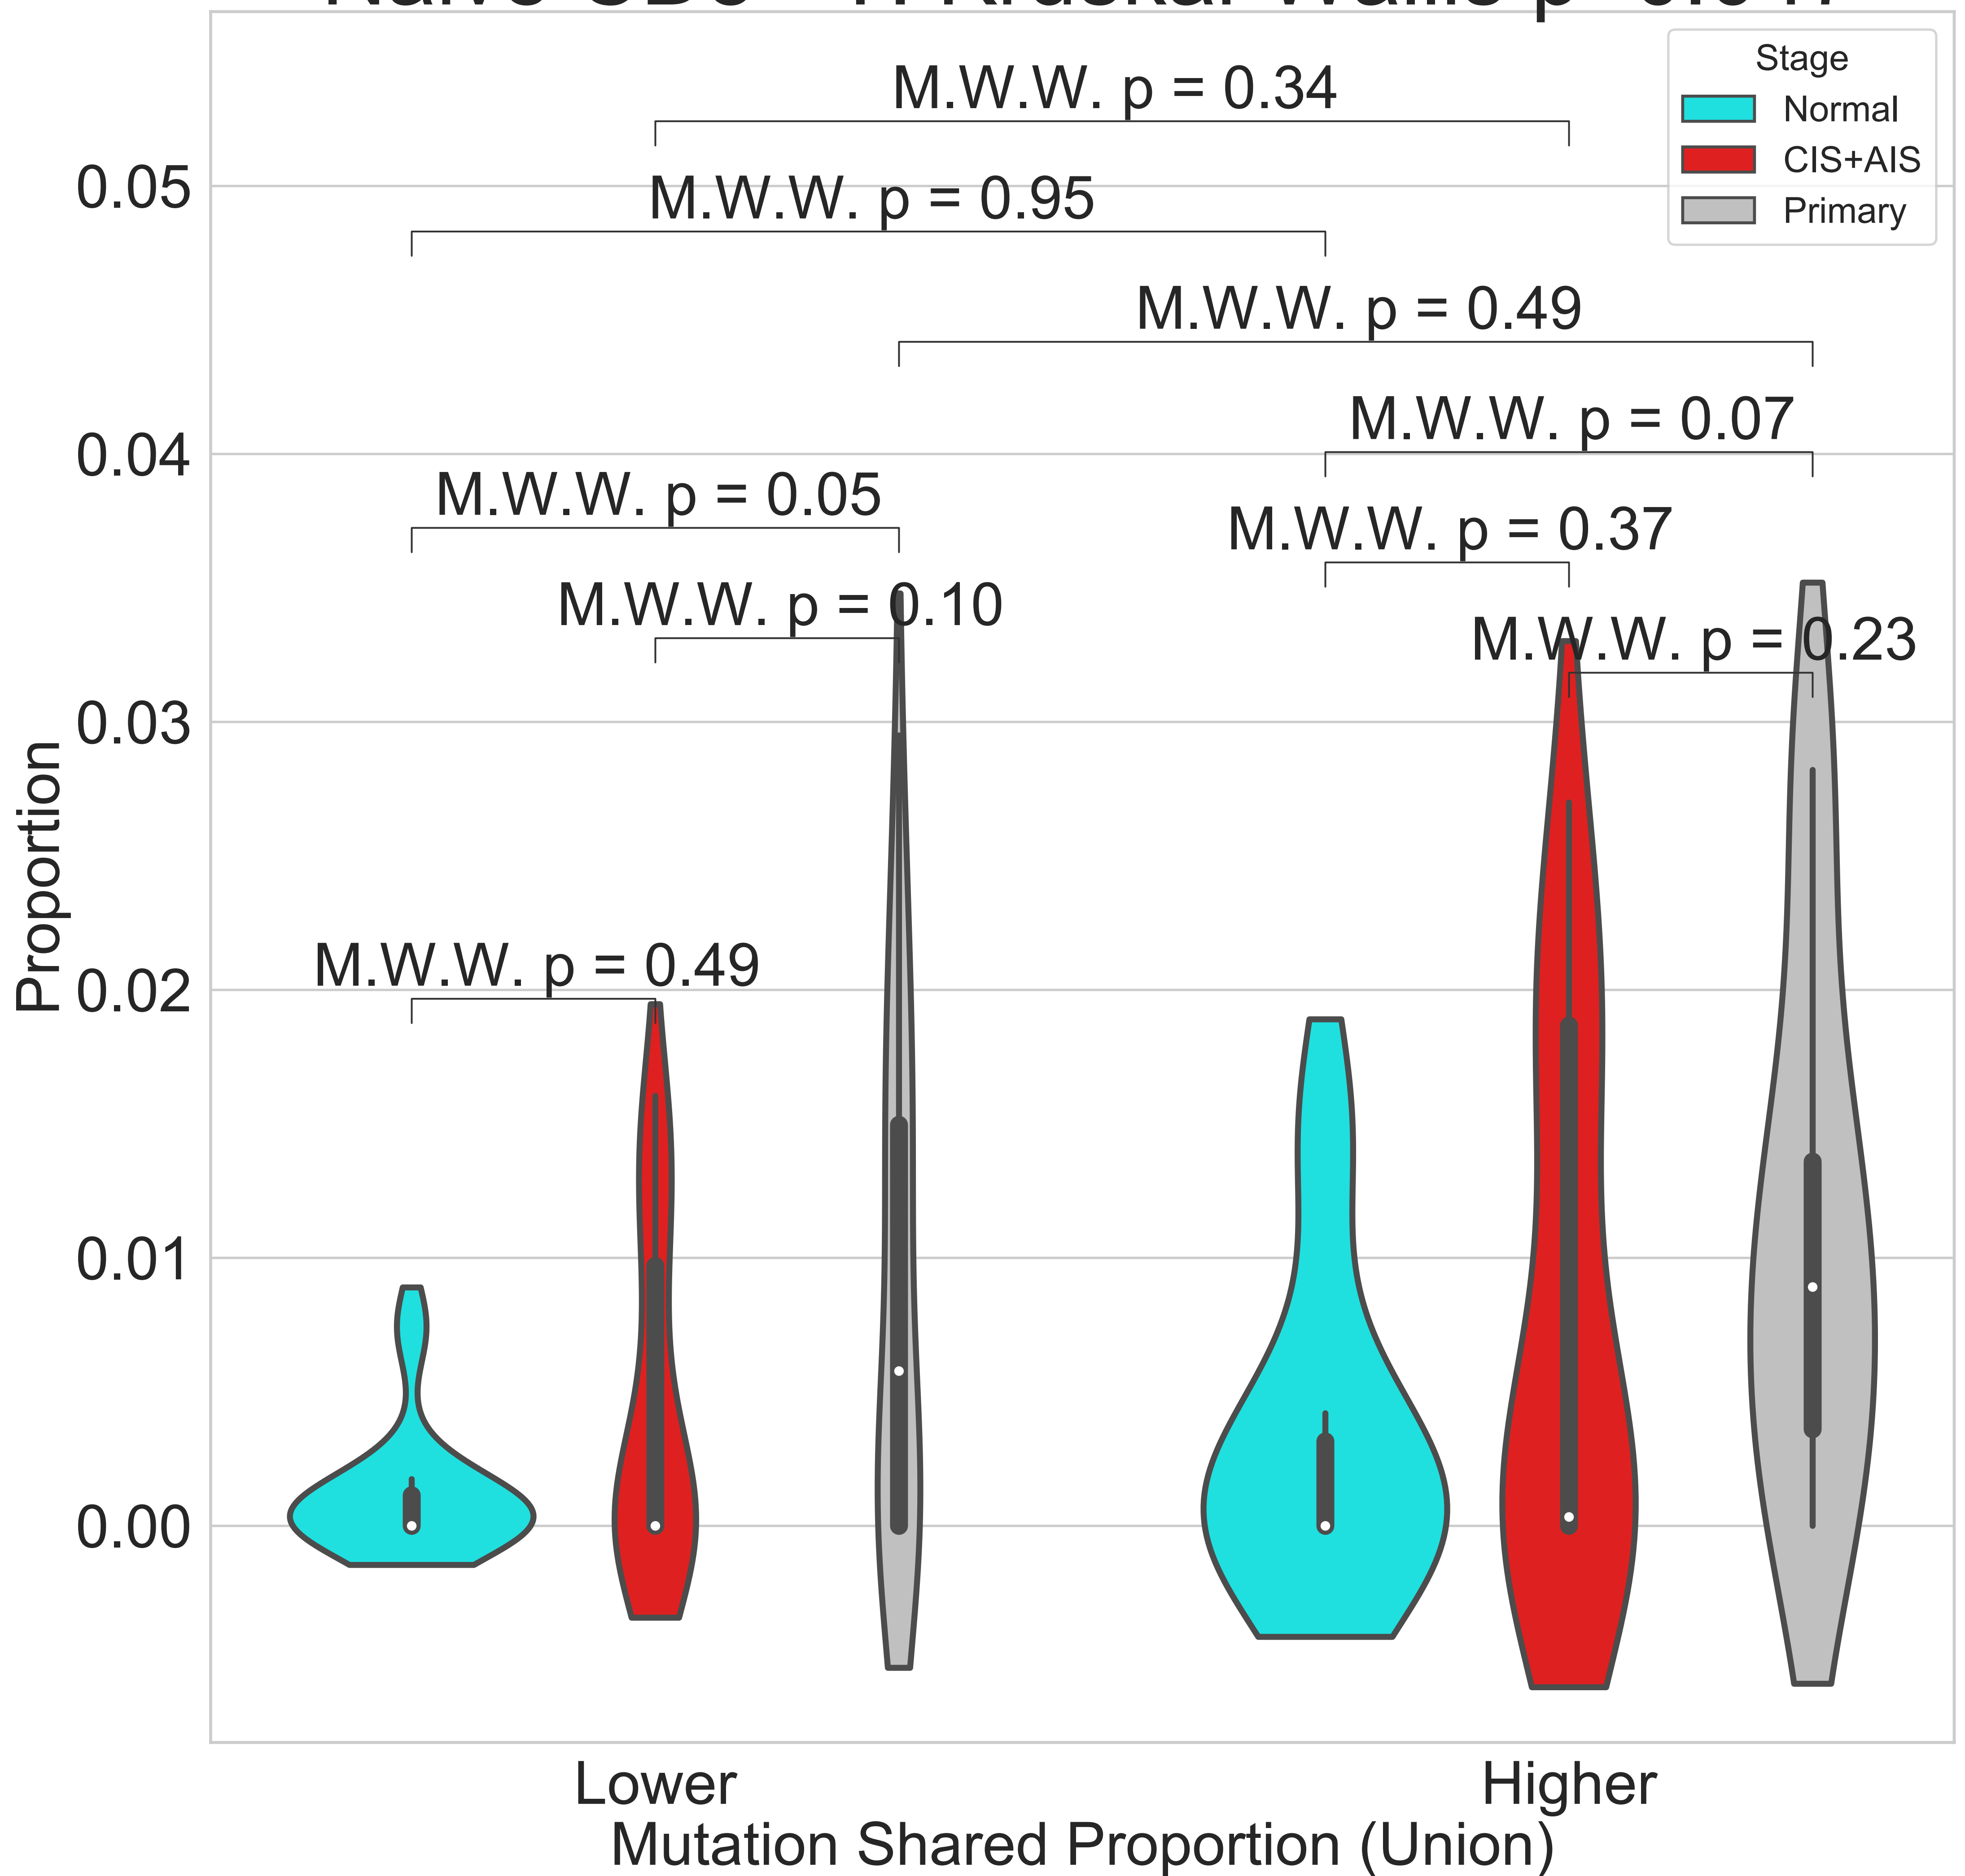 M.W.W. p = 0.34
Stage
Normal
CIS+AIS
Primary
0.05
M.W.W. p = 0.95
M.W.W. p = 0.49
M.W.W. p = 0.07
0.04
M.W.W. p = 0.05
M.W.W. p = 0.37
M.W.W. p = 0.10
M.W.W. p = 0.23
0.03
M.W.W. p = 0.49
0.02
0.01
0.00
Proportion
Lower
Higher
Mutation Shared Proportion (Union)